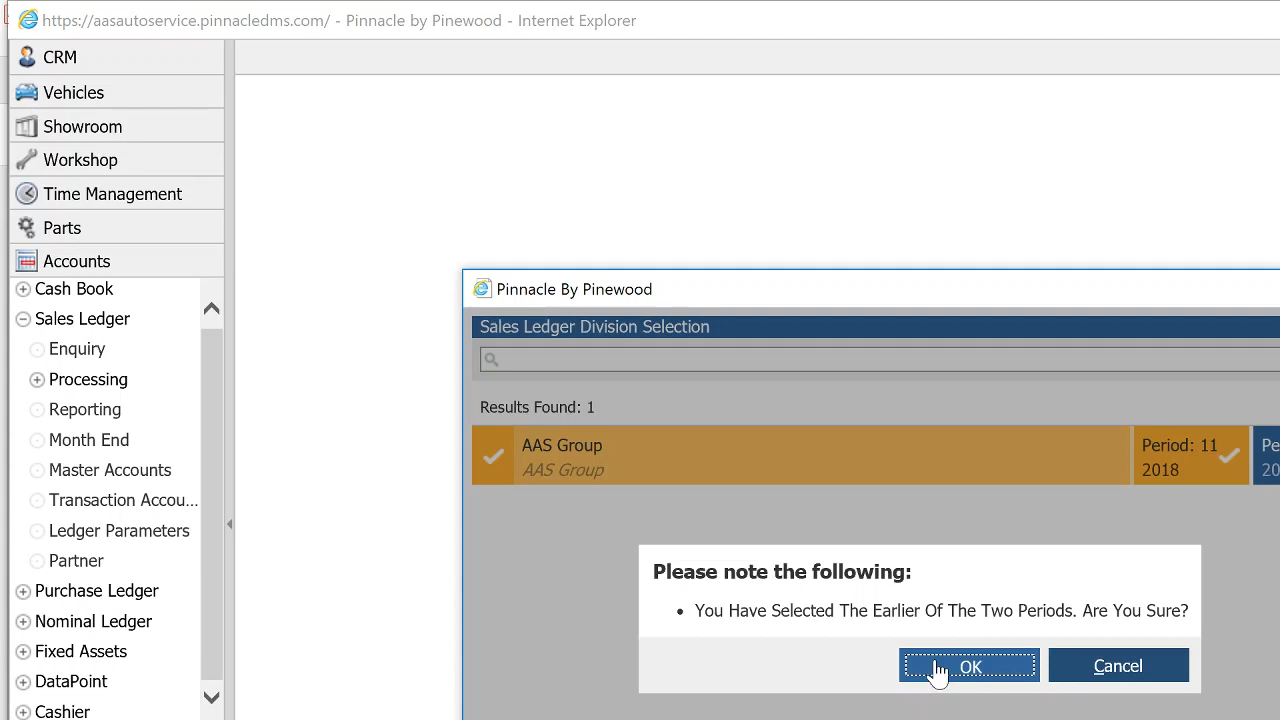 https://aasautoservice.pinnacledms.com/ - Pinnacle by Pinewood - Internet Explorer
CRM
Vehicles
Showroom
Workshop
Time Management
Parts
Accounts
Cash Book
Sales Ledger
Enquiry
Processing
Reporting
Month End
Master Accounts
Transaction Accou...
Ledger Parameters
Partner
Purchase Ledger
Nominal Ledger
Fixed Assets
DataPoint
Cashier
Pinnacle By Pinewood
Sales Ledger Division Selection
Results Found: 1
AAS Group
AAS Group
Period: 11
2018
Pe
20
Please note the following:
• You Have Selected The Earlier Of The Two Periods. Are You Sure?
OK
Cancel